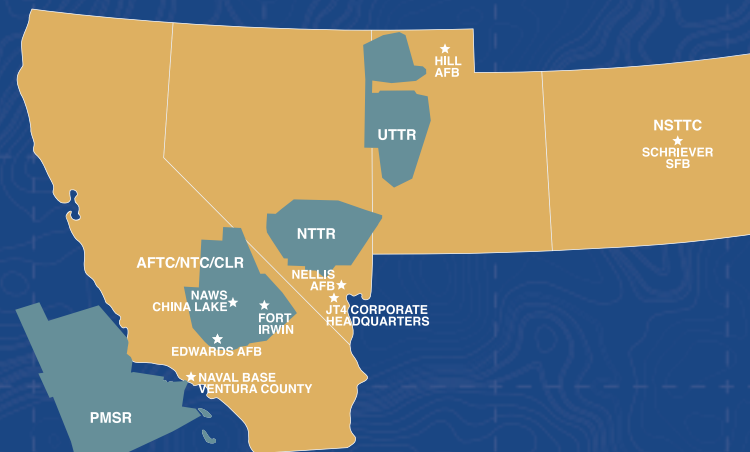 HILL
AFB
UTTR
NSTTC
SCHRIEVER
SFB
NTTR
AFTC/NTC/CLR
NELLIS
AFB
NAWS
CHINA LAKE
FORT
IRWIN
JT4 CORPORATE
HEADQUARTERS
EDWARDS AFB
NAVAL BASE
VENTURA COUNTY
PMSR